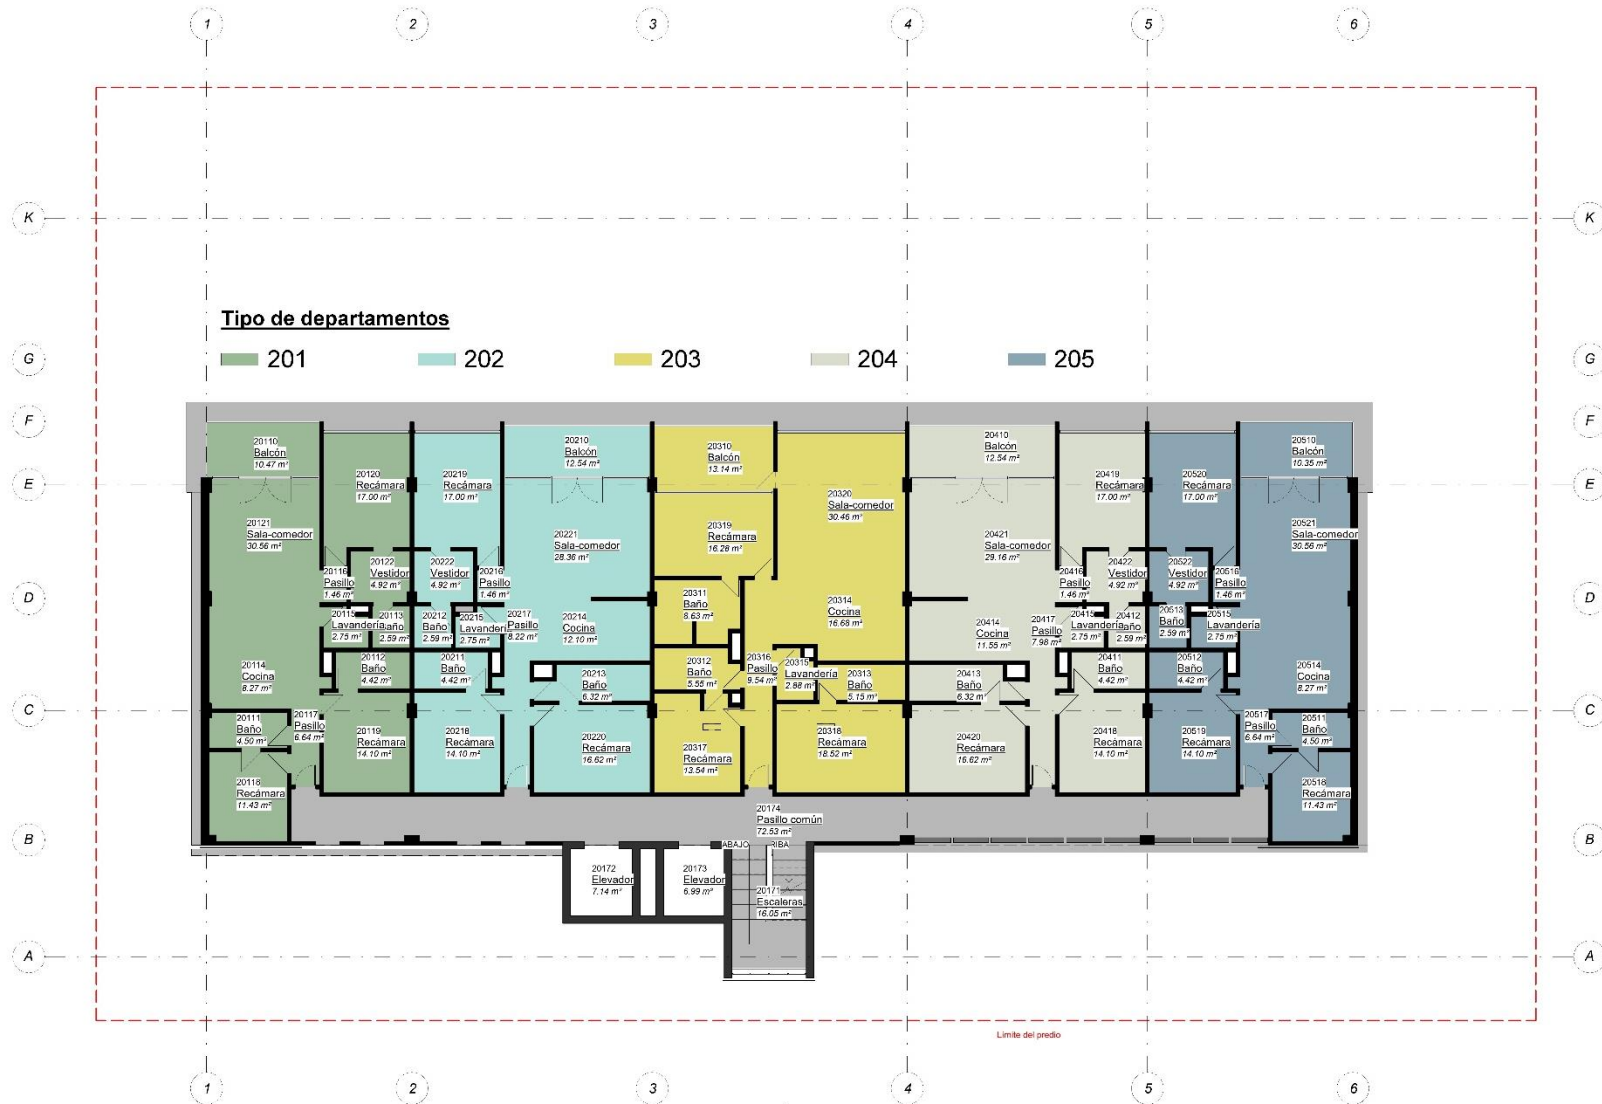 1 2 3 4 5 6
K K
Tipo de departamentos
201 202 203 204 205
G G
F F
20110
Balcón
10.47 m²
20210
Balcón
12.54 m²
20310
Balcón
13.14 m²
20410
Balcón
12.54 m²
20510
Balcón
10.35 m²
20120
Recámara
17.00 m²
20219
Recámara
17.00 m²
20419
Recámara
17.00 m²
20520
Recámara
17.00 m²
E E
20121
Sala-comedor
30.56 m²
20221
Sala-comedor
28.36 m²
20319
Recámara
16.28 m²
20320
Sala-comedor
30.46 m²
20421
Sala-comedor
29.16 m²
20521
Sala-comedor
30.56 m²
20116
Pasillo
1.46 m²
20122
Vestidor
4.92 m²
20222
Vestidor
4.92 m²
20216
Pasillo
1.46 m²
20416
Pasillo
1.46 m²
20422
Vestidor
4.92 m²
20522
Vestidor
4.92 m²
20516
Pasillo
1.46 m²
D D
20115
Lavandería
2.75 m²
20113
Baño
2.59 m²
20212
Baño
2.59 m²
20215
Lavandería
2.75 m²
20217
Pasillo
8.22 m²
20214
Cocina
12.10 m²
20311
Baño
8.63 m²
20314
Cocina
16.68 m²
20414
Cocina
11.55 m²
20417
Pasillo
7.98 m²
20415
Lavandería
2.75 m²
20412
Baño
2.59 m²
20513
Baño
2.59 m²
20515
Lavandería
2.75 m²
20114
Cocina
8.27 m²
20112
Baño
4.42 m²
20211
Baño
4.42 m²
20213
Baño
6.32 m²
20312
Baño
5.55 m²
20316
Pasillo
9.54 m²
20315
Lavandería
2.88 m²
20313
Baño
5.15 m²
20413
Baño
6.32 m²
20411
Baño
4.42 m²
20512
Baño
4.42 m²
20514
Cocina
8.27 m²
C C
20111
Baño
4.50 m²
20117
Pasillo
6.64 m²
20119
Recámara
14.10 m²
20218
Recámara
14.10 m²
20220
Recámara
16.62 m²
20317
Recámara
13.54 m²
20318
Recámara
18.52 m²
20420
Recámara
16.62 m²
20418
Recámara
14.10 m²
20519
Recámara
14.10 m²
20517
Pasillo
6.64 m²
20511
Baño
4.50 m²
20118
Recámara
11.43 m²
20518
Recámara
11.43 m²
20174
Pasillo común
72.53 m²
B B
ABAJO RIBA
20172
Elevador
7.14 m²
20173
Elevador
6.99 m²
20171
Escaleras
16.05 m²
A A
Limite del predio
1 2 3 4 5 6